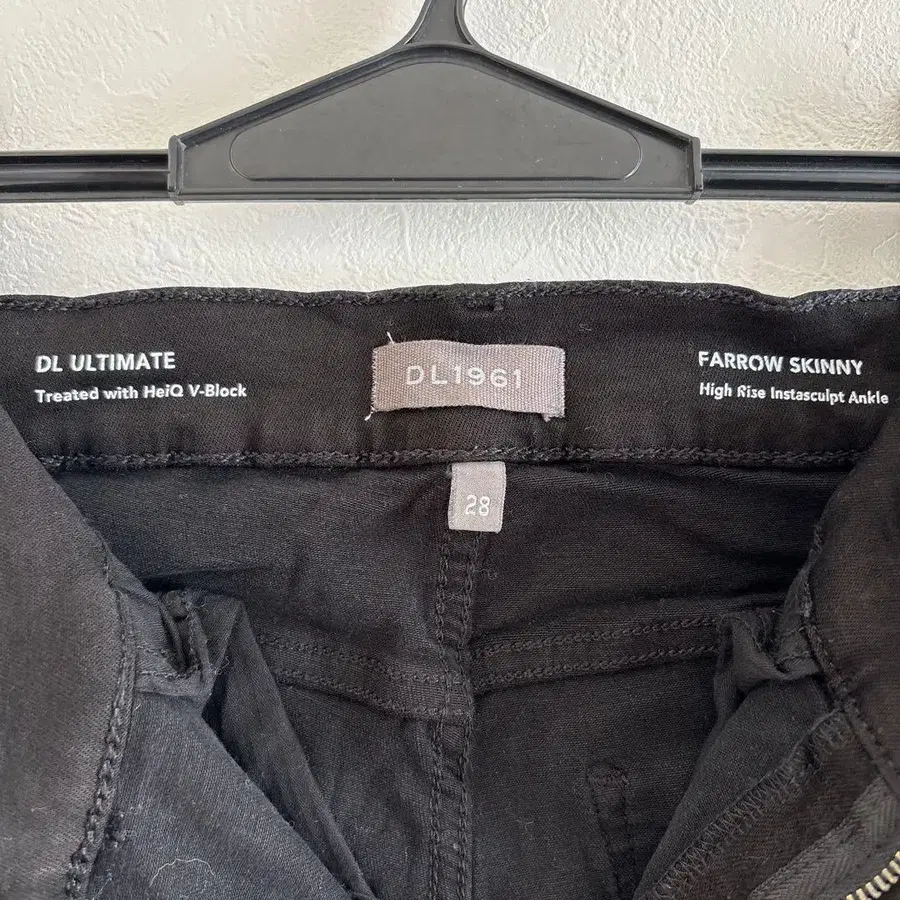 DL ULTIMATE
Treated with HeiQ V-Block
DL1961
FARROW SKINNY
High Rise Instasculpt Ankle
28